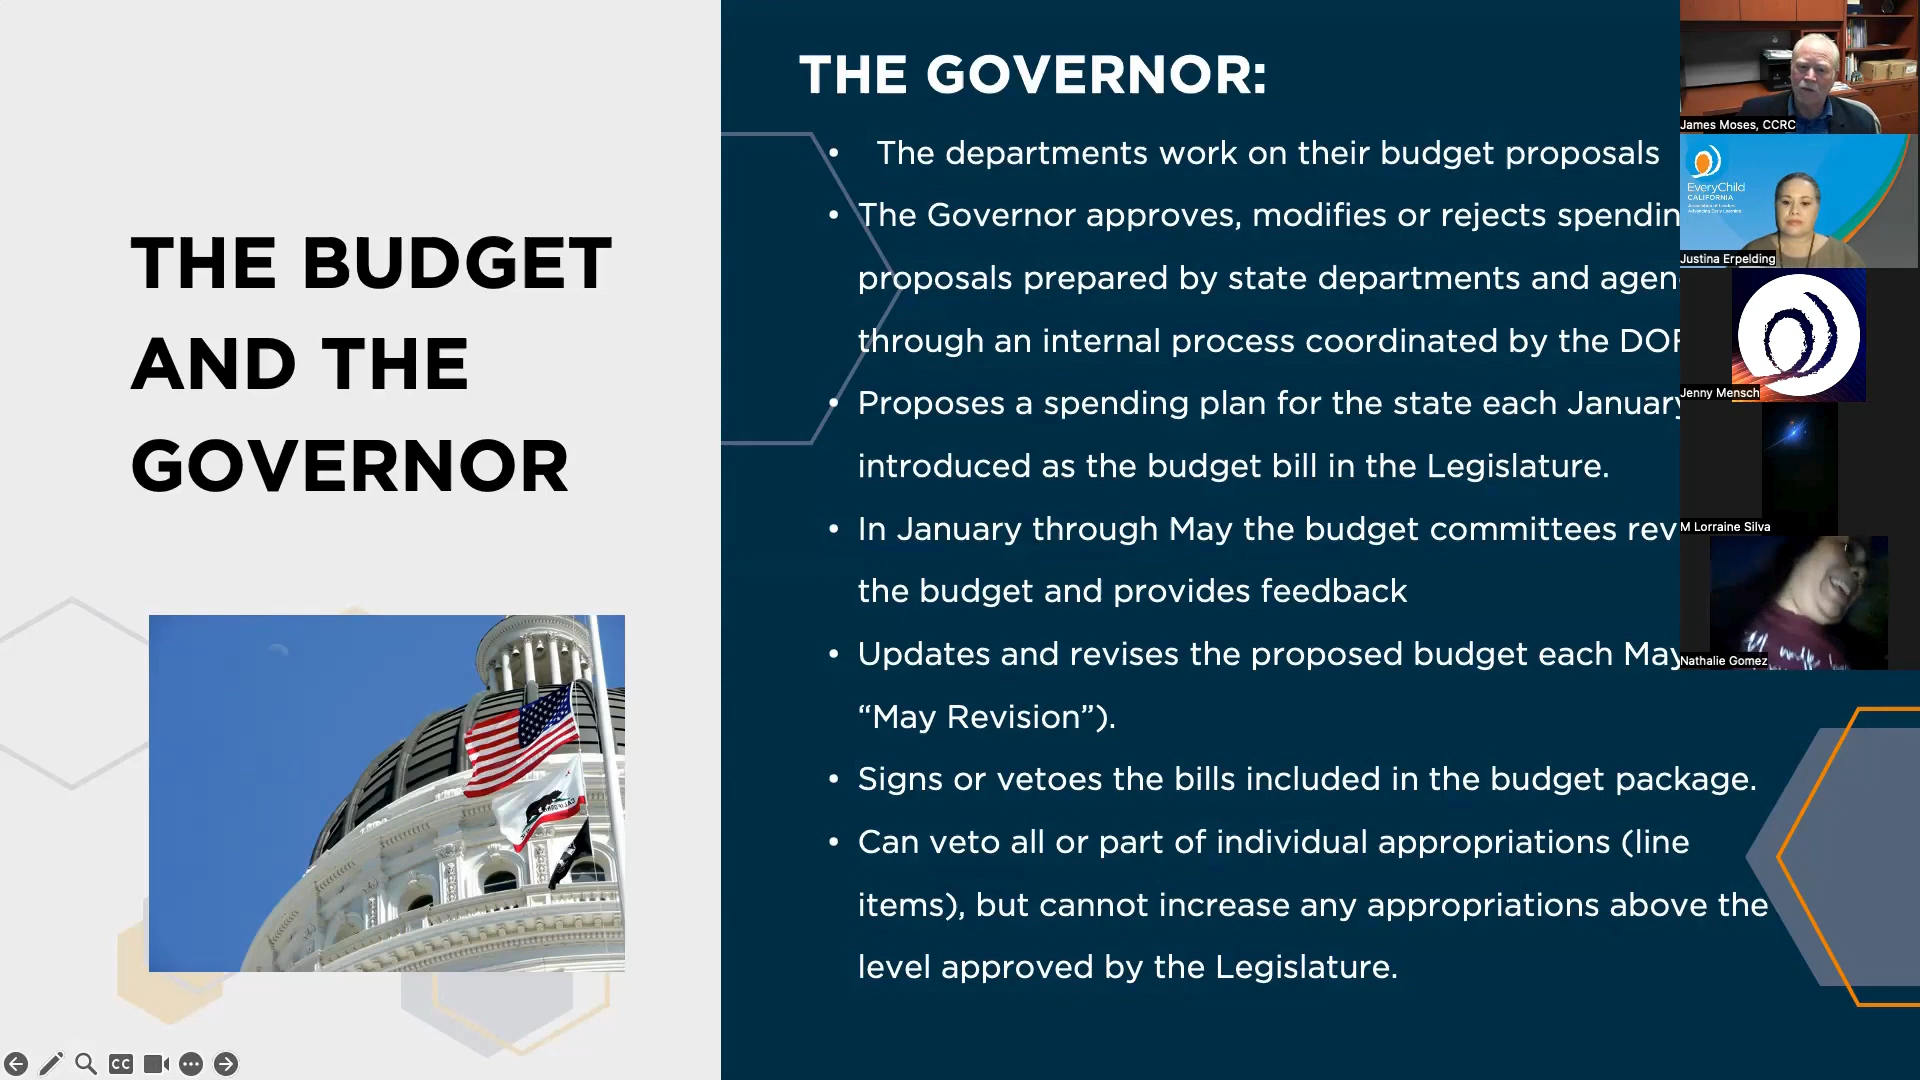 THE BUDGET
AND THE
GOVERNOR
THE GOVERNOR:
• The departments work on their budget proposals
• The Governor approves, modifies or rejects
proposals prepared by state departments and
through an internal process coordinated by the
• Proposes a spending plan for the state each January
introduced as the budget bill in the Legislature.
• In January through May the budget committees
the budget and provides feedback
• Updates and revises the proposed budget each May
“May Revision”).
• Signs or vetoes the bills included in the budget package.
• Can veto all or part of individual appropriations (line
items), but cannot increase any appropriations above the
level approved by the Legislature.
James Moses, CCRC
EveryChild
CALIFORNIA
Justina Erpelding
Jenny Mensch
M Lorraine Silva
Nathalie Gomez
CC